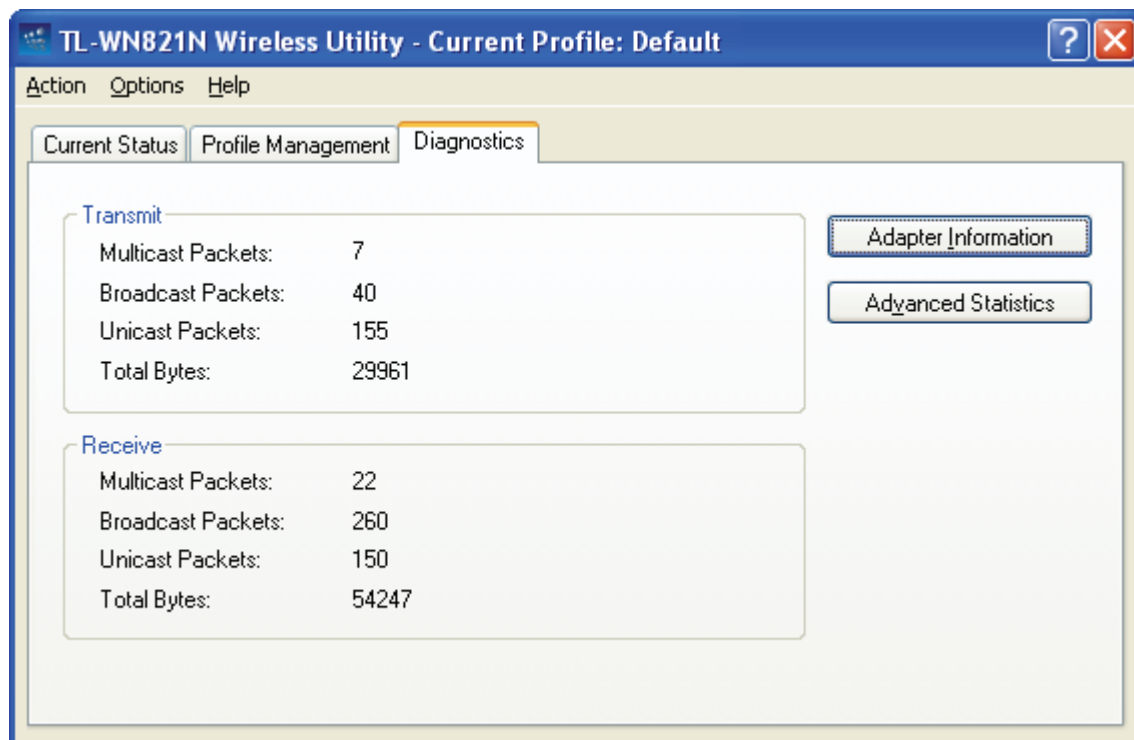 TL-WN821N Wireless Utility - Current Profile: Default
Action Options Help
Current Status Profile Management Diagnostics
Transmit
Multicast Packets: 7
Broadcast Packets: 40
Unicast Packets: 155
Total Bytes: 29961
Adapter Information
Advanced Statistics
Receive
Multicast Packets: 22
Broadcast Packets: 260
Unicast Packets: 150
Total Bytes: 54247